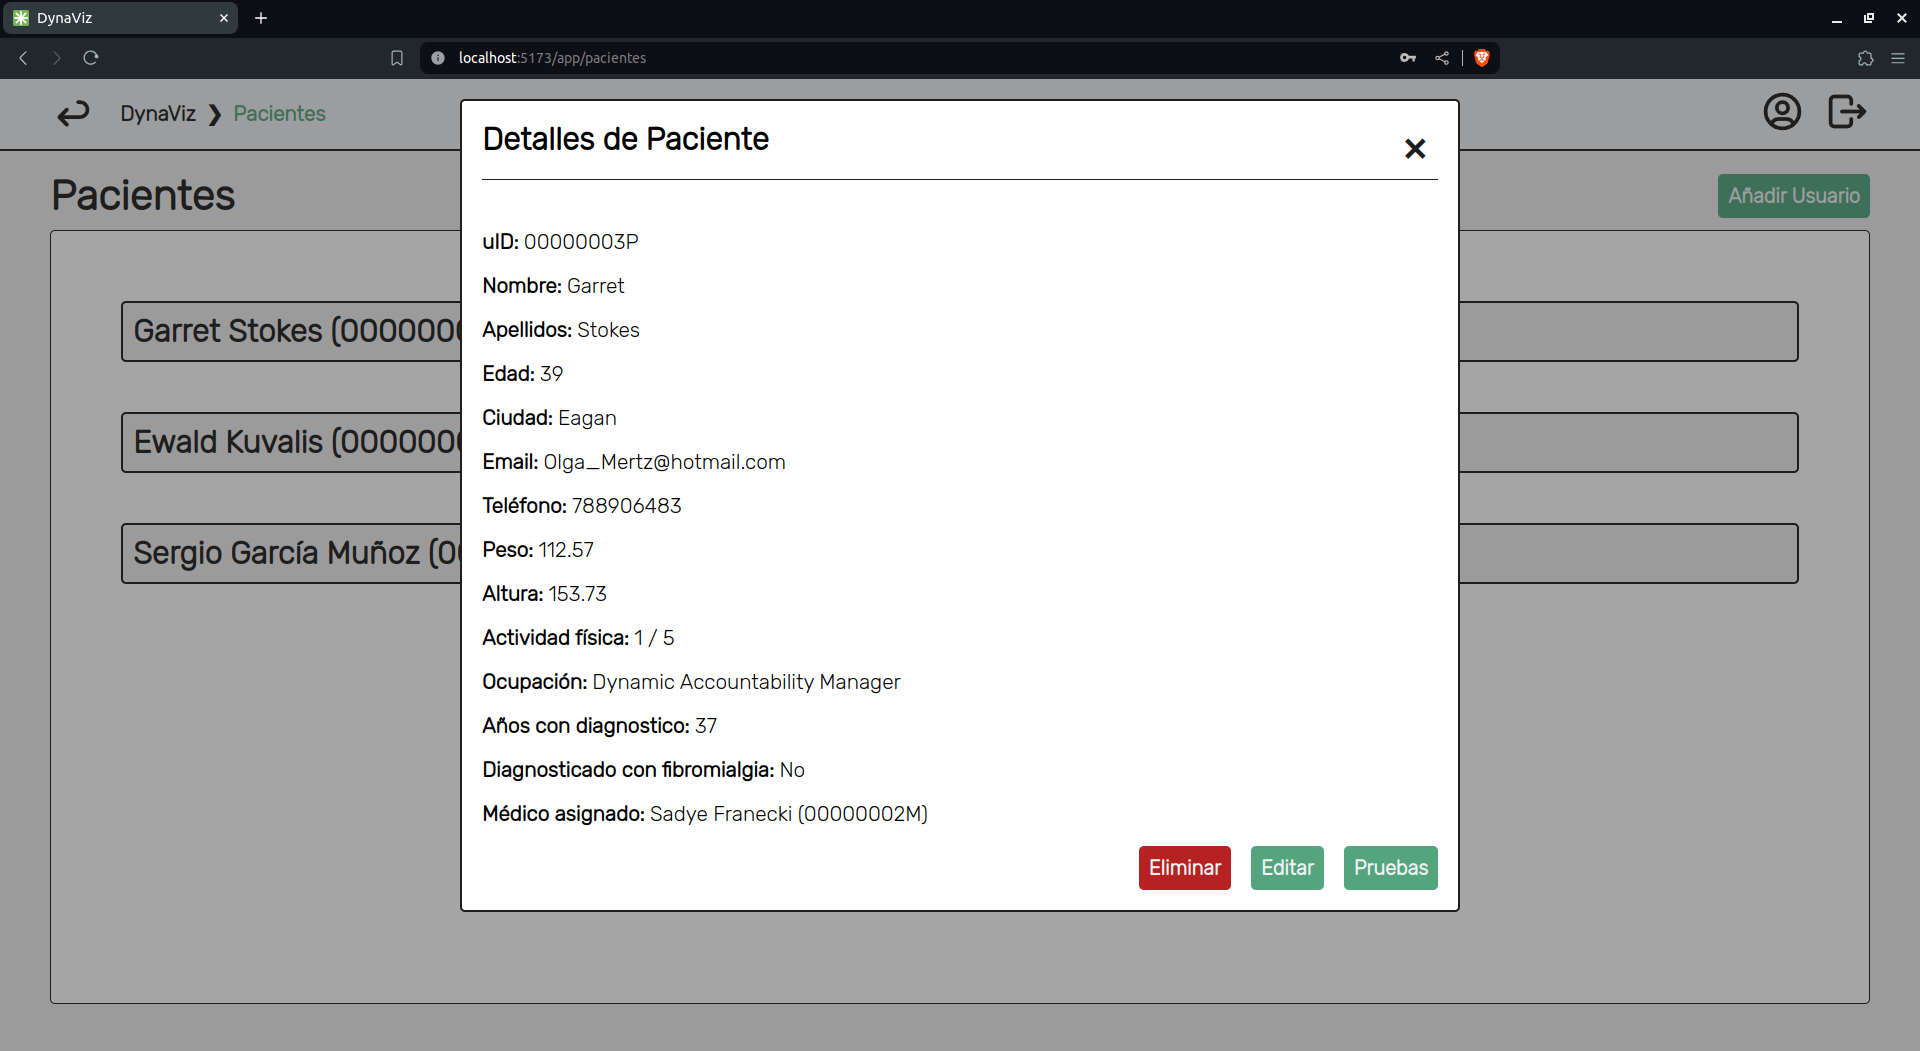 DynaViz
localhost:5173/app/pacientes
DynaViz ❯ Pacientes
Pacientes
Añadir Usuario
Garret Stokes (000000
Ewald Kuvalis (000000
Sergio García Muñoz (0
Detalles de Paciente
uID: 00000003P
Nombre: Garret
Apellidos: Stokes
Edad: 39
Ciudad: Eagan
Email: Olga_Mertz@hotmail.com
Teléfono: 788906483
Peso: 112.57
Altura: 153.73
Actividad física: 1 / 5
Ocupación: Dynamic Accountability Manager
Años con diagnostico: 37
Diagnosticado con fibromialgia: No
Médico asignado: Sadye Franecki (00000002M)
Eliminar
Editar
Pruebas